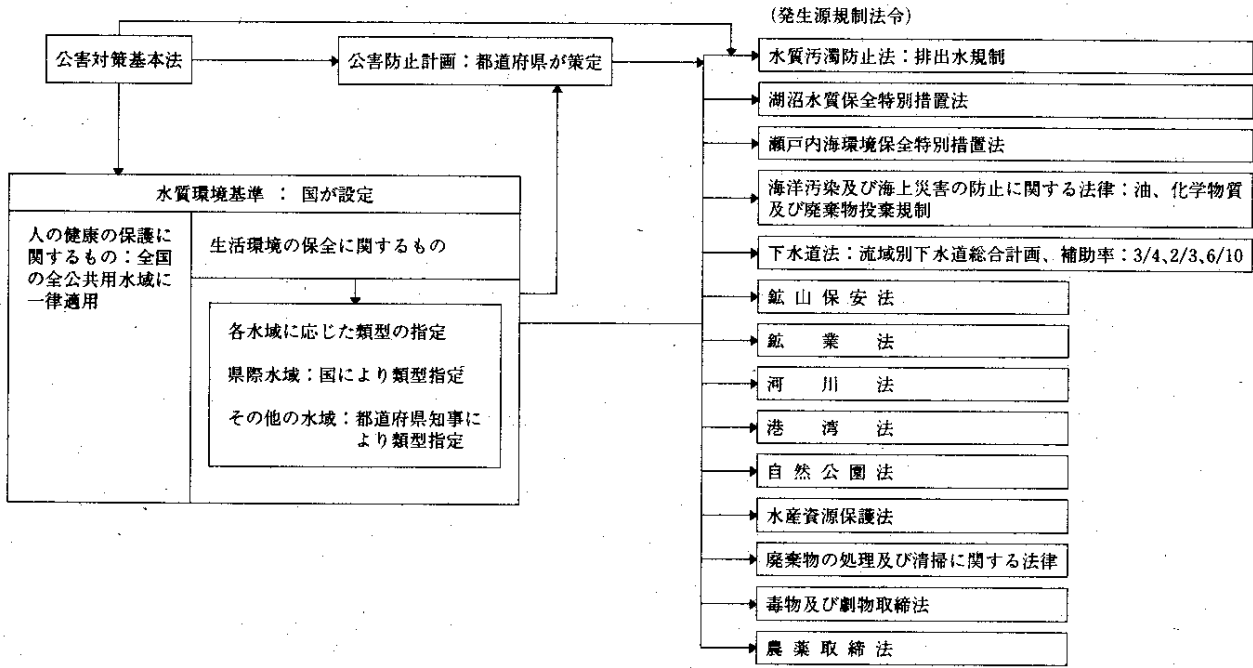 (発生源規制法令)
公害対策基本法
公害防止計画：都道府県が策定
水質環境基準 ： 国が設定
人の健康の保護に
関するもの：全国
の全公共用水域に
一律適用
生活環境の保全に関するもの
各水域に応じた類型の指定
県際水域：国により類型指定
その他の水域：都道府県知事に
より類型指定
水質汚濁防止法：排出水規制
湖沼水質保全特別措置法
瀬戸内海環境保全特別措置法
海洋汚染及び海上災害の防止に関する法律：油、化学物質
及び廃棄物投棄規制
下水道法：流域別下水道総合計画、補助率：3/4、2/3、6/10
鉱山保安法
鉱業法
河川法
港湾法
自然公園法
水産資源保護法
廃棄物の処理及び清掃に関する法律
毒物及び劇物取締法
農薬取締法